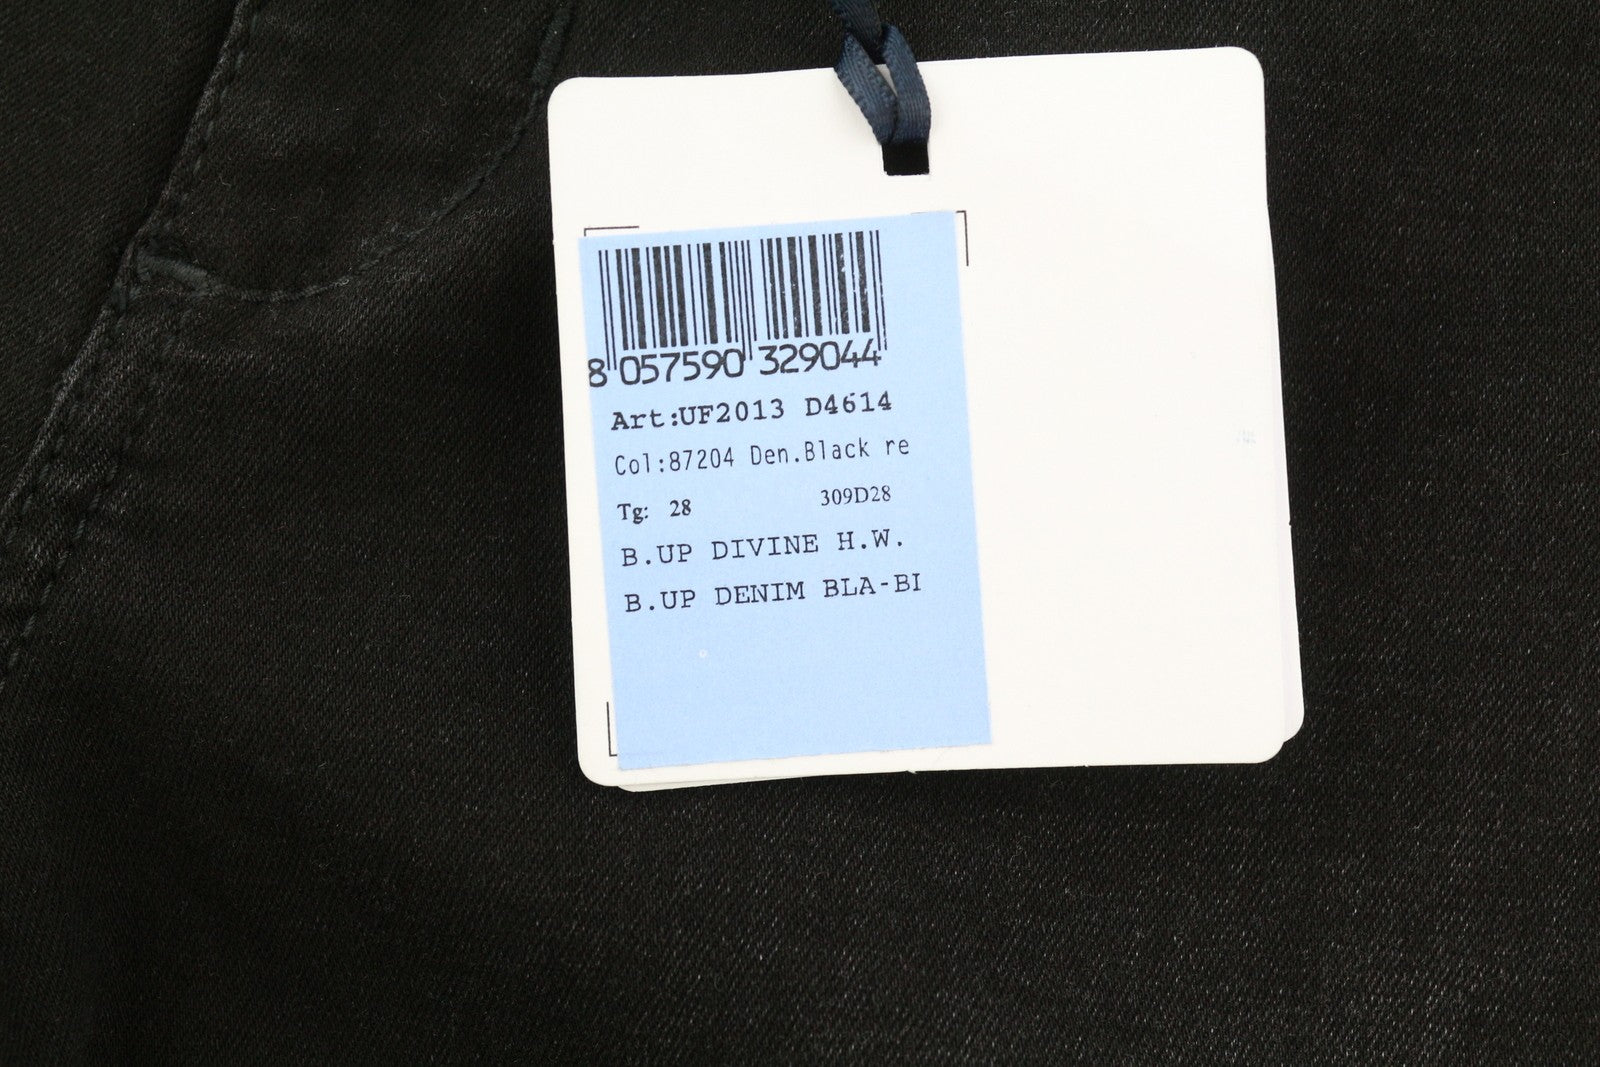 8 057590 329044
Art:UF2013 D4614
Col:87204 Den.Black re
Tg: 28 309D28
B.UP DIVINE H.W.
B.UP DENIM BLA-BI